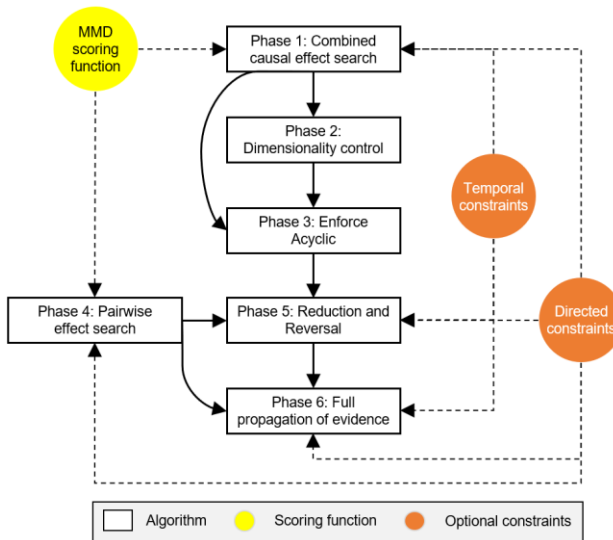 MMD
scoring
function
Phase 1: Combined
causal effect search
Phase 2:
Dimensionality control
Temporal
constraints
Phase 3: Enforce
Acyclic
Phase 4: Pairwise
effect search
Phase 5: Reduction and
Reversal
Directed
constraints
Phase 6: Full
propagation of evidence
Algorithm
Scoring function
Optional constraints